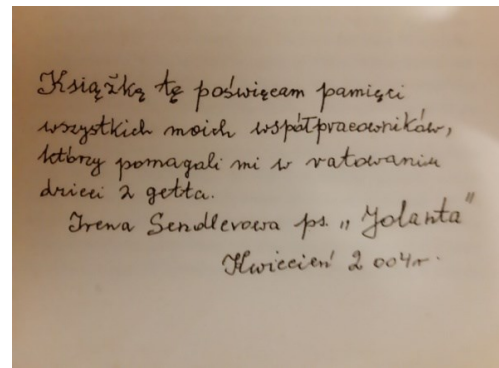 Książkę tę poświęcam pamięci
wszystkich moich współpracowników,
którzy pomagali mi w ratowaniu
dzieci z getta.
Irena Sendlerowa ps. „Jolanta"
Kwiecień 2004r.